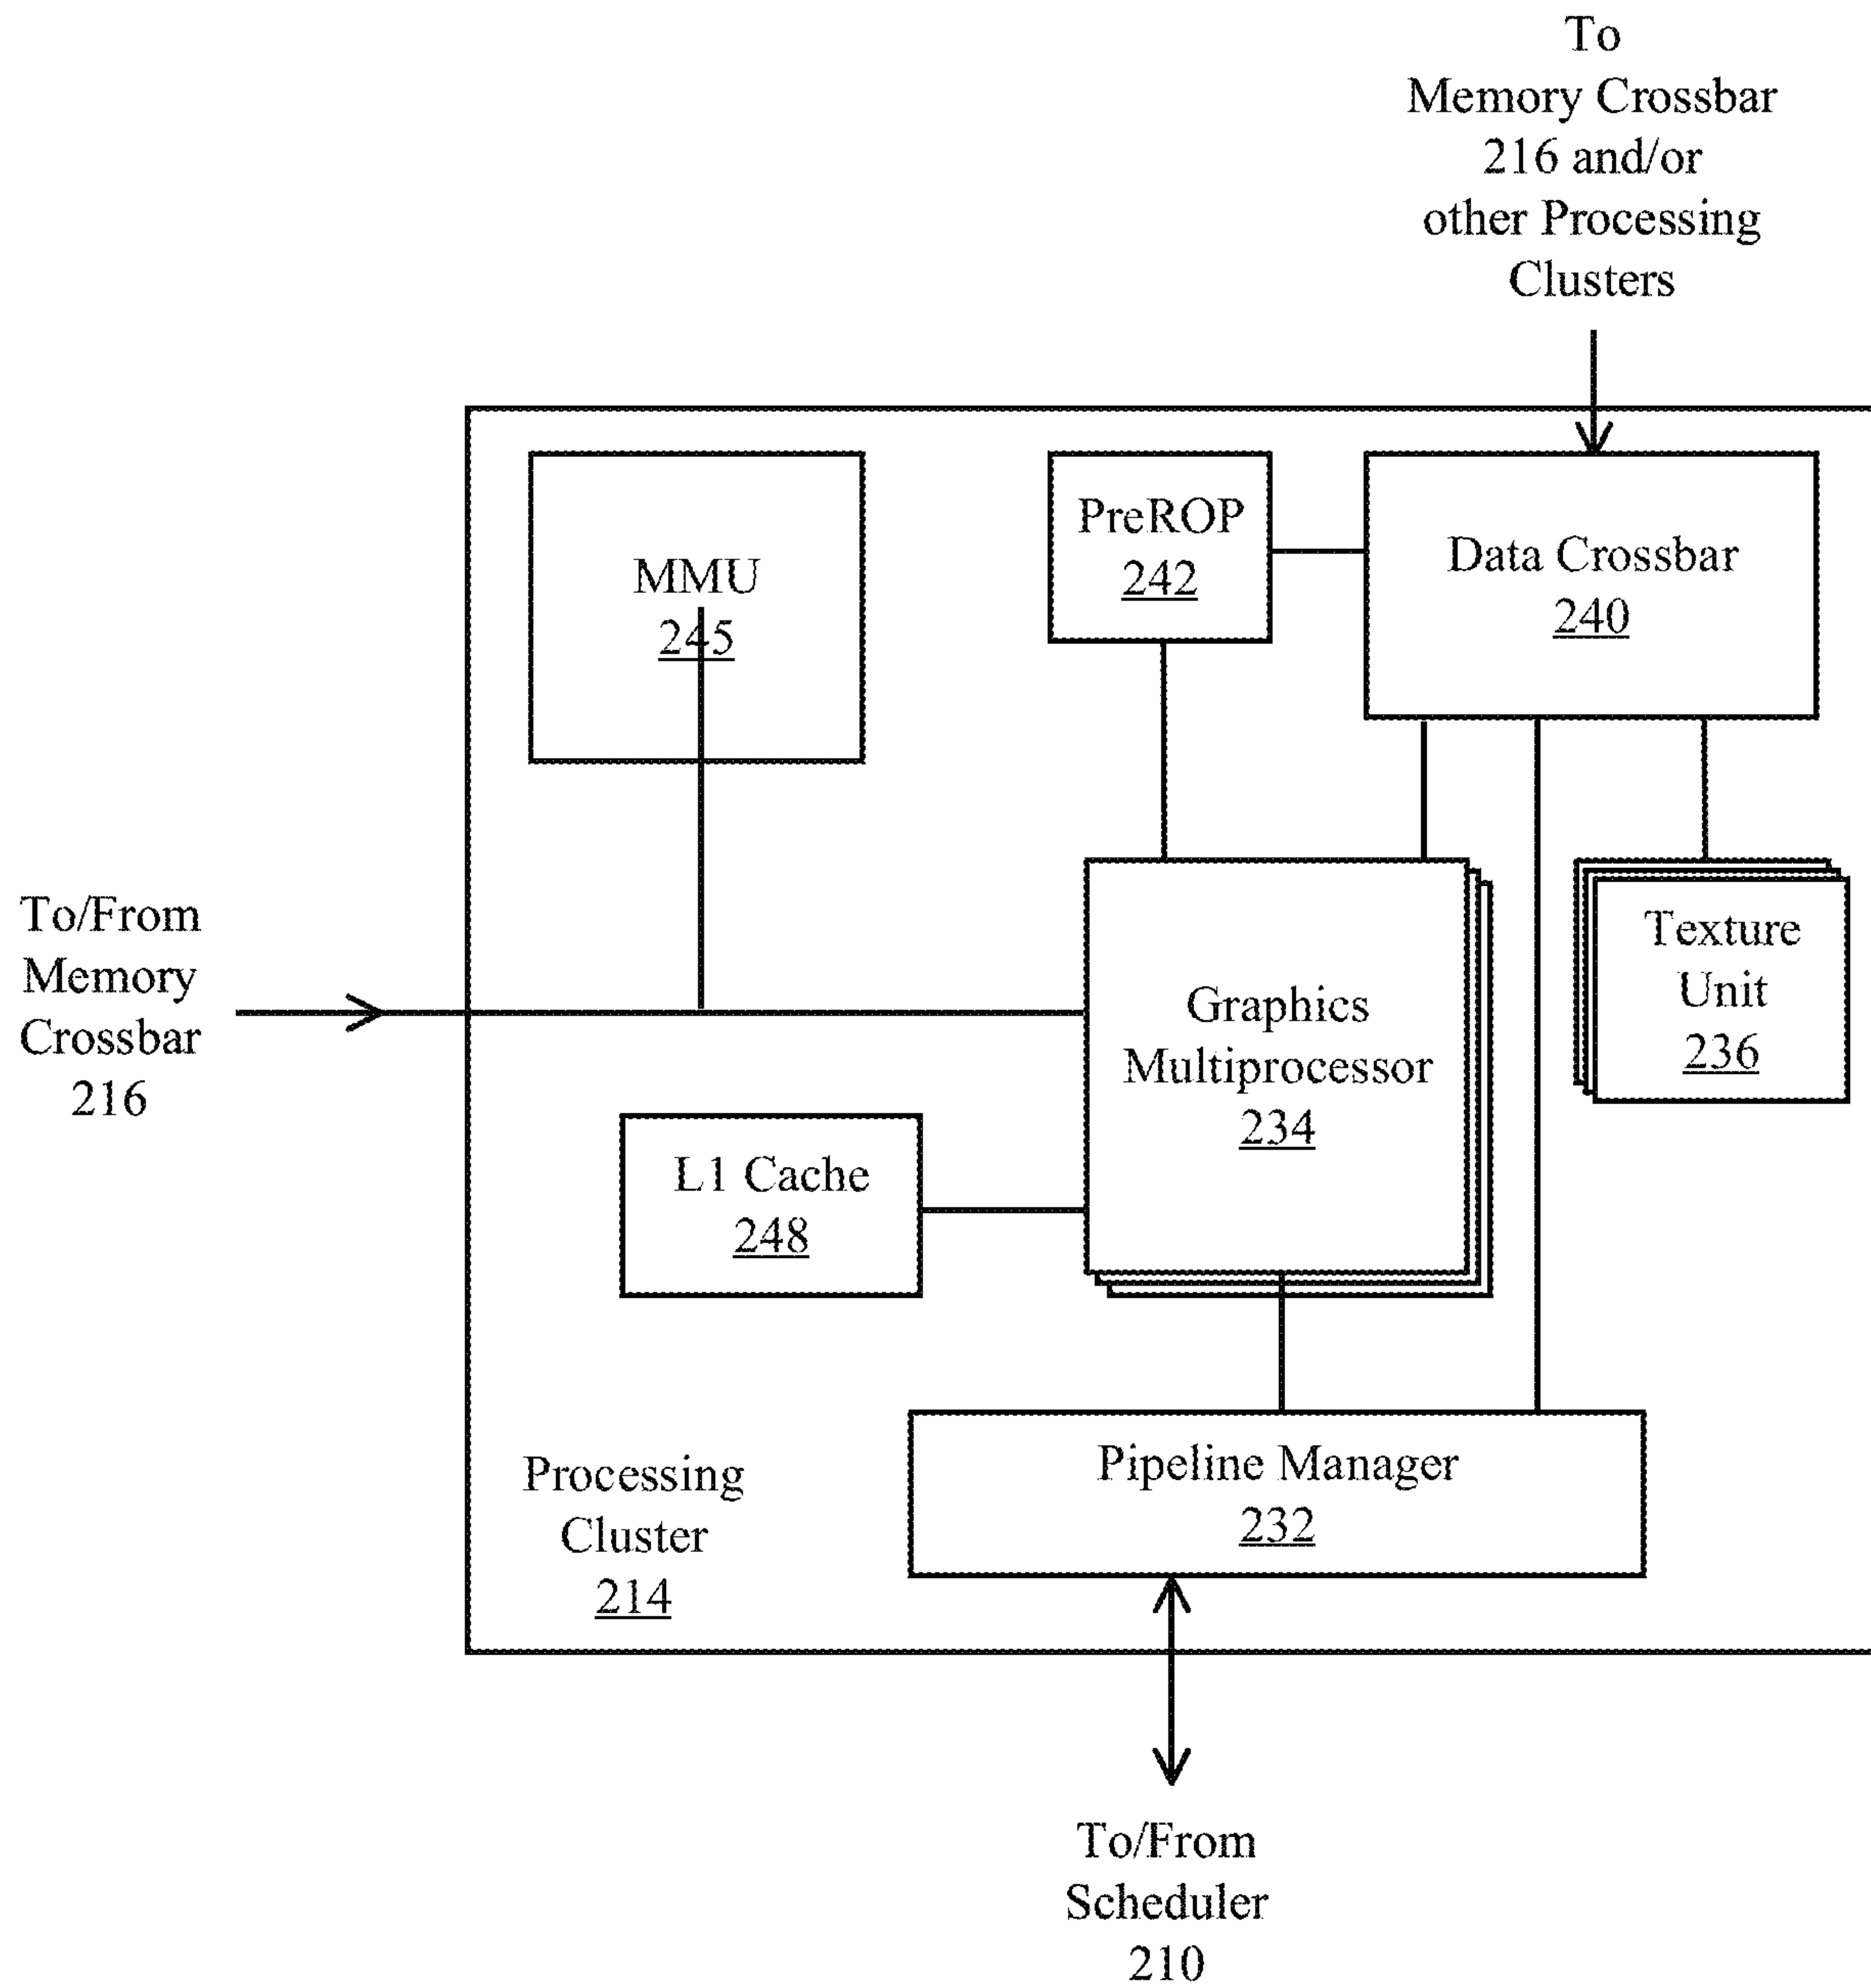 To
Memory Crossbar
216 and/or
other Processing
Clusters
MMU
245
PreROP
242
Data Crossbar
240
To/From
Memory
Crossbar
216
Graphics
Multiprocessor
234
Texture
Unit
236
L1 Cache
248
Processing
Cluster
214
Pipeline Manager
232
To/From
Scheduler
210